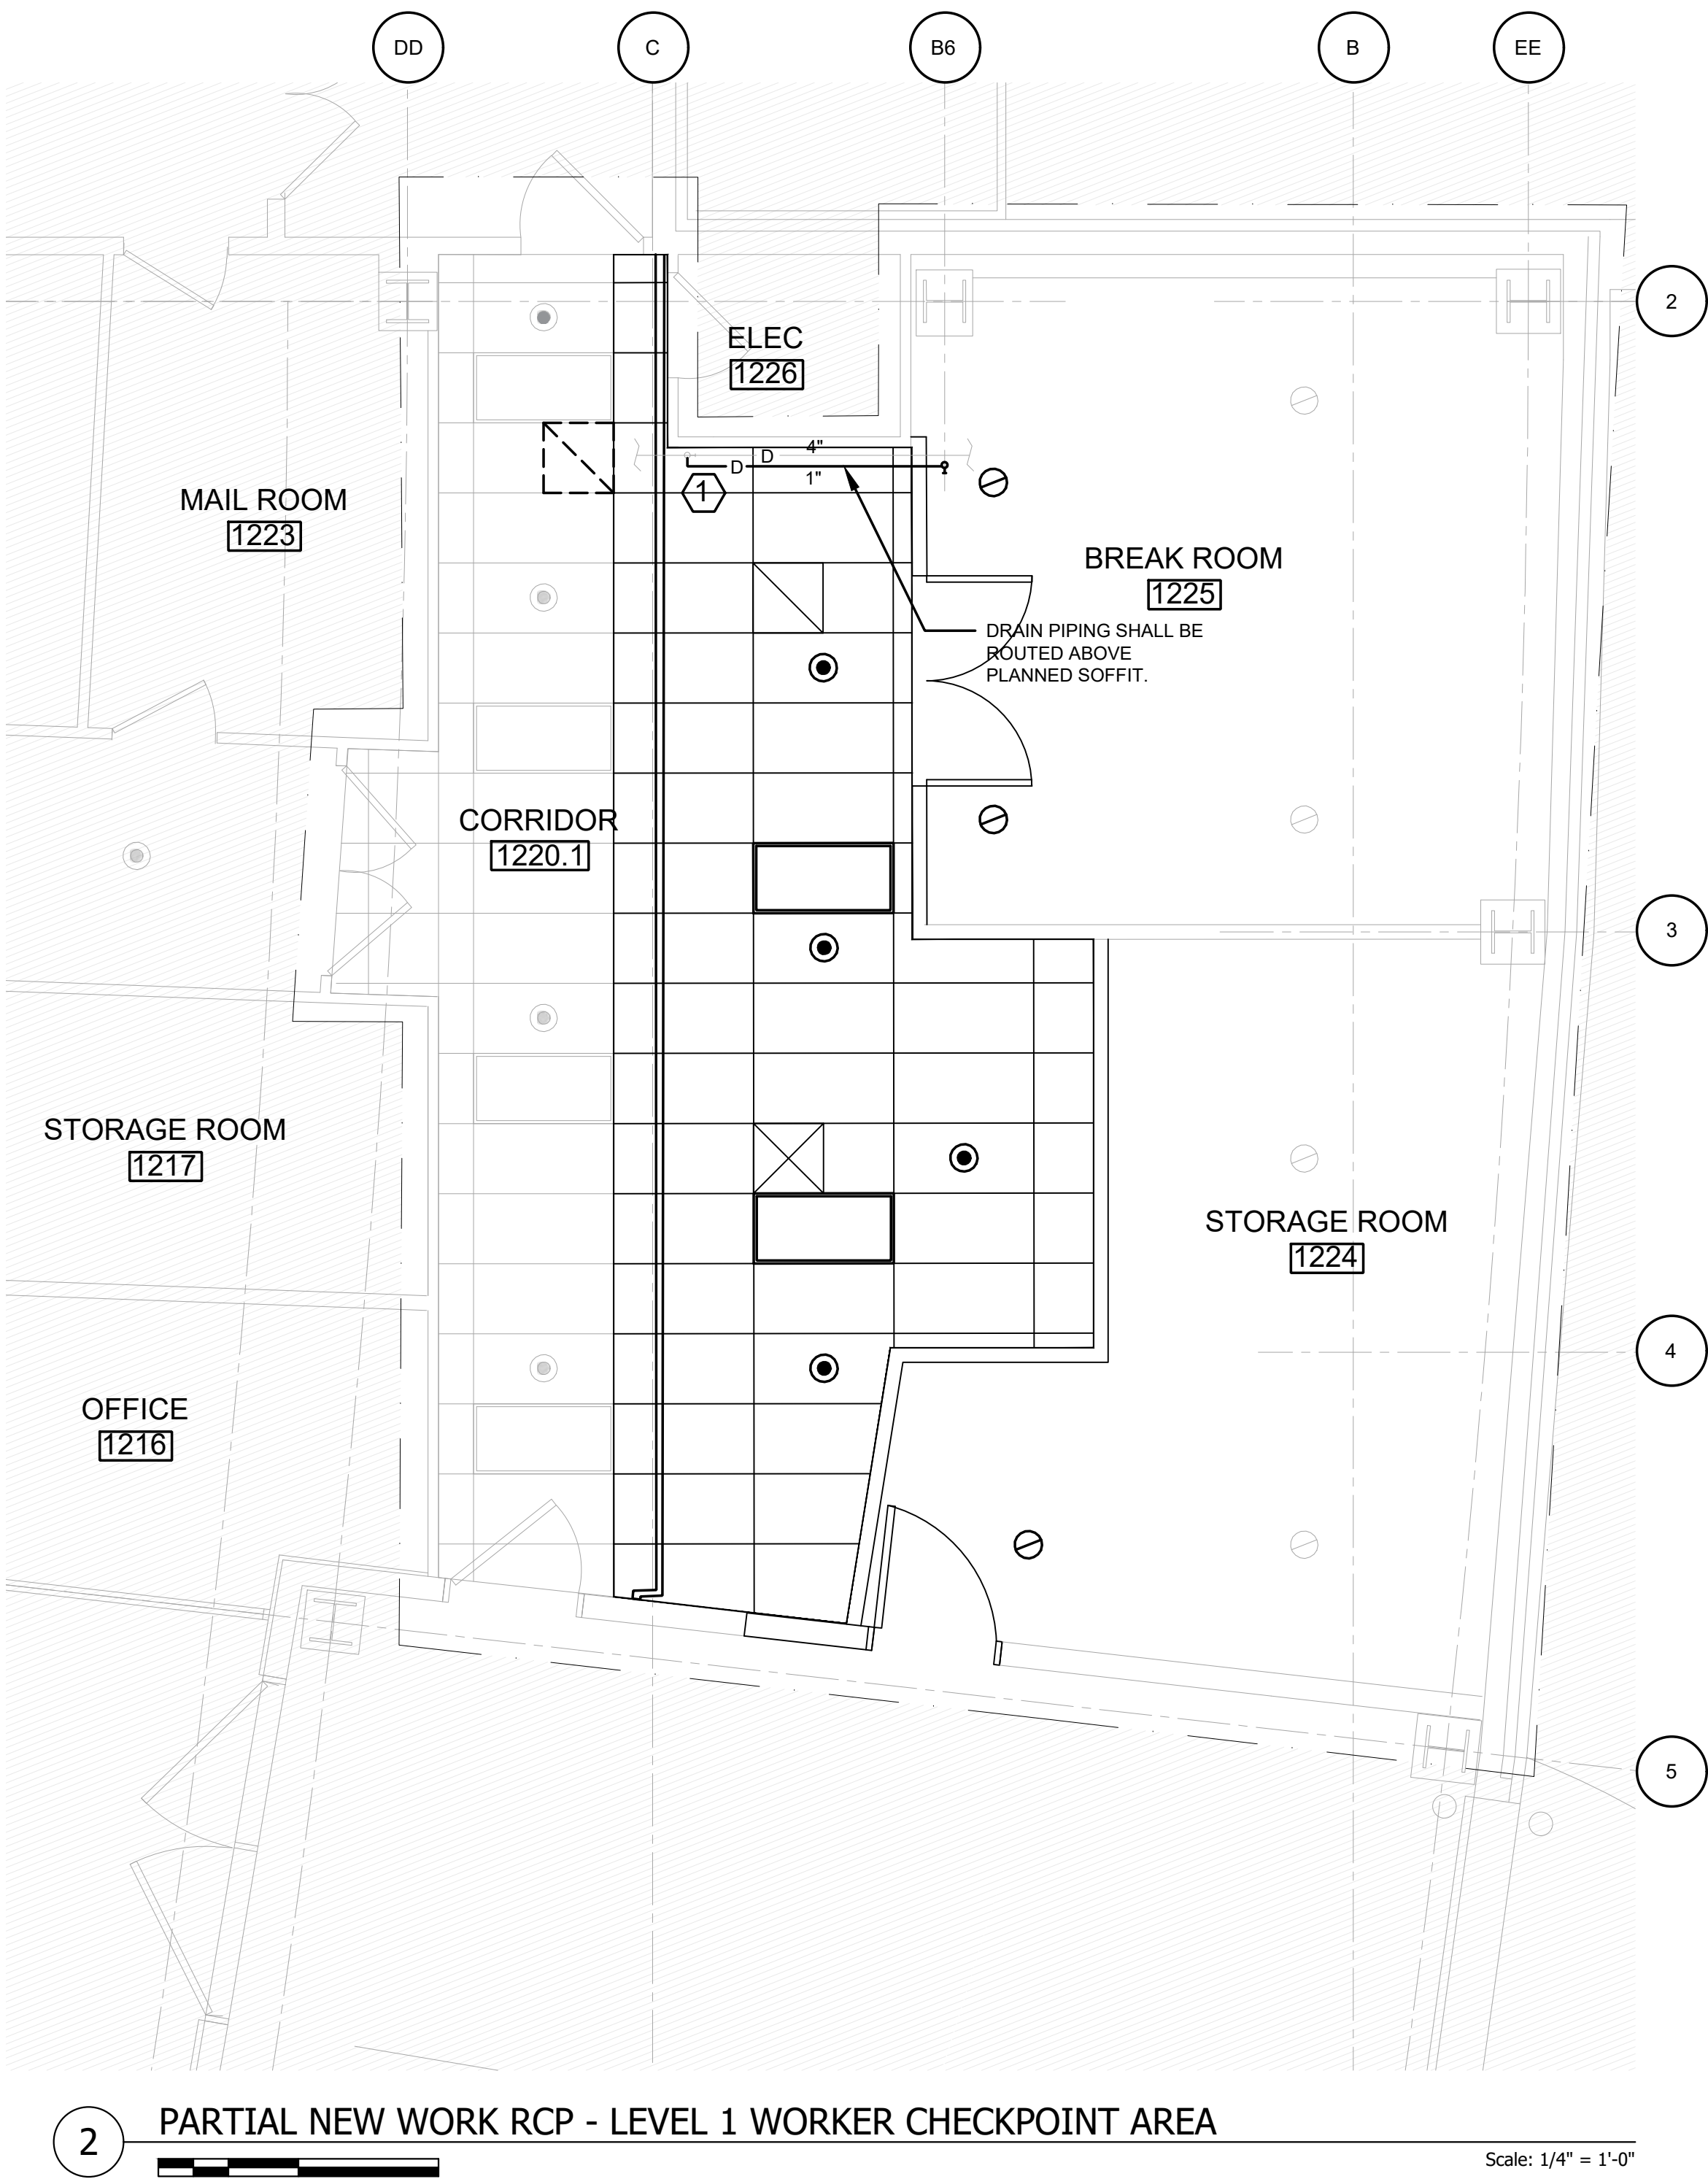 DD
C
B6
B
EE
2
ELEC
1226
4"
D
D
1"
1
MAIL ROOM
1223
BREAK ROOM
1225
DRAIN PIPING SHALL BE
ROUTED ABOVE
PLANNED SOFFIT.
CORRIDOR
1220.1
3
STORAGE ROOM
1217
STORAGE ROOM
1224
4
OFFICE
1216
5
2
PARTIAL NEW WORK RCP - LEVEL 1 WORKER CHECKPOINT AREA
Scale: 1/4" = 1'-0"